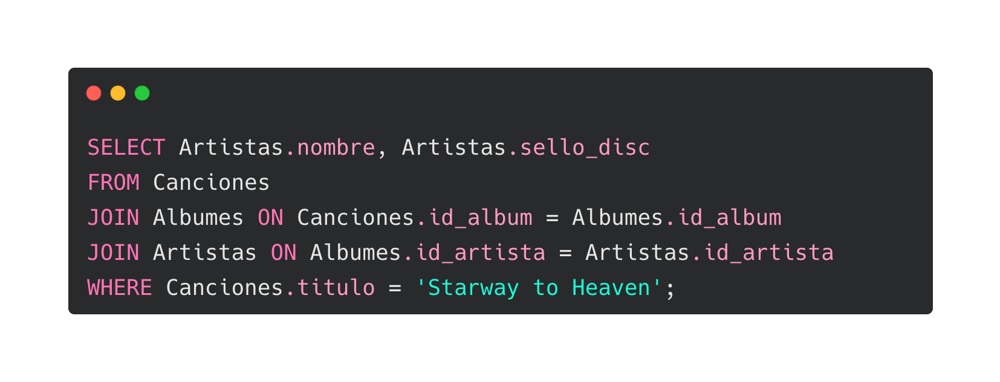 SELECT Artistas.nombre, Artistas.sello_disc
FROM Canciones
JOIN Albumes ON Canciones.id_album = Albumes.id_album
JOIN Artistas ON Albumes.id_artista = Artistas.id_artista
WHERE Canciones.titulo = 'Starway to Heaven';